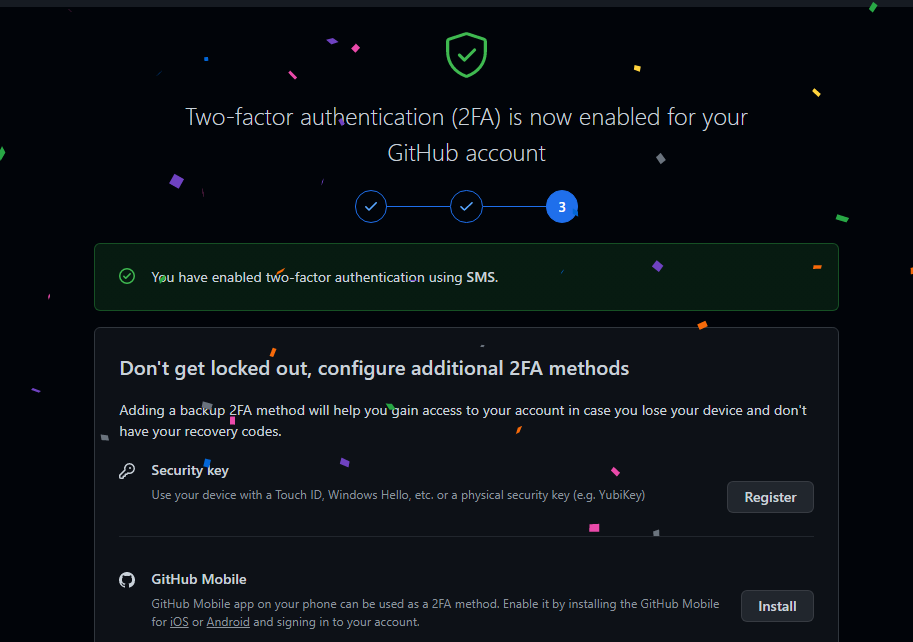 Two-factor authentication (2FA) is now enabled for your
GitHub account
3
You have enabled two-factor authentication using SMS.
Don't get locked out, configure additional 2FA methods
Adding a backup 2FA method will help you gain access to your account in case you lose your device and don't
have your recovery codes.
Security key
Use your device with a Touch ID, Windows Hello, etc. or a physical security key (e.g. YubiKey)
Register
GitHub Mobile
GitHub Mobile app on your phone can be used as a 2FA method. Enable it by installing the GitHub Mobile
for iOS or Android and signing in to your account.
Install